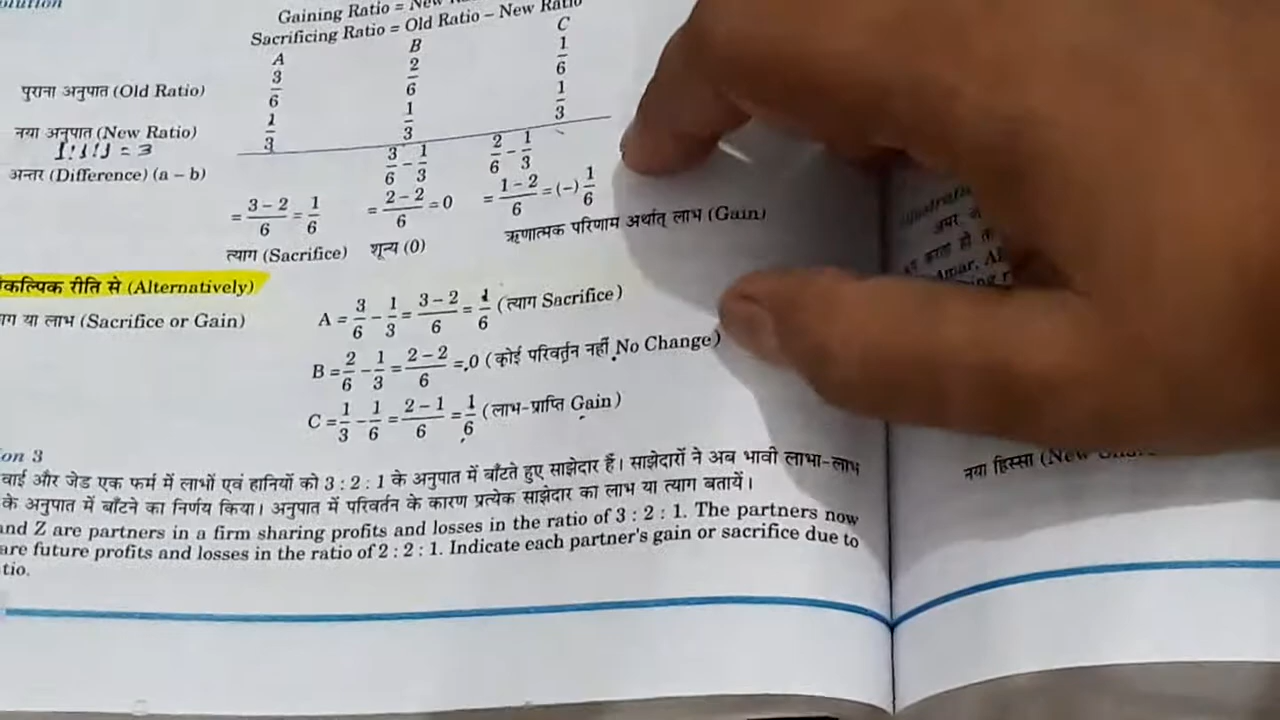 Gaining Ratio = New
Sacrificing Ratio = Old Ratio – New Ratio
A B C
पुराना अनुपात (Old Ratio) 3/6 2/6 1/6
नया अनुपात (New Ratio) 1/3 1/3 1/3
1:1:1 = 3
अन्तर (Difference) (a – b) 3/6 – 1/3 2/6 – 1/3
= 3 – 2/6 = 1/6 = 2 – 2/6 = 0 = 1 – 2/6 = (–) 1/6
त्याग (Sacrifice) शून्य (0) ऋणात्मक परिणाम अर्थात् लाभ (Gain)
कल्पिक रीति से (Alternatively)
ाग या लाभ (Sacrifice or Gain) A = 3/6 – 1/3 = 3 – 2/6 = 1/6 (त्याग Sacrifice)
B = 2/6 – 1/3 = 2 – 2/6 = 0 (कोई परिवर्तन नहीं No Change)
C = 1/3 – 1/6 = 2 – 1/6 = 1/6 (लाभ-प्राप्ति Gain)
on 3
वाई और जेड एक फर्म में लाभों एवं हानियों को 3 : 2 : 1 के अनुपात में बाँटते हुए साझेदार हैं। साझेदारों ने अब भावी लाभा-लाभ
के अनुपात में बाँटने का निर्णय किया। अनुपात में परिवर्तन के कारण प्रत्येक साझेदार का लाभ या त्याग बतायें।
and Z are partners in a firm sharing profits and losses in the ratio of 3 : 2 : 1. The partners now
are future profits and losses in the ratio of 2 : 2 : 1. Indicate each partner's gain or sacrifice due to
tio.
अमर
करता हो
Amar,
नया हिस्सा (New